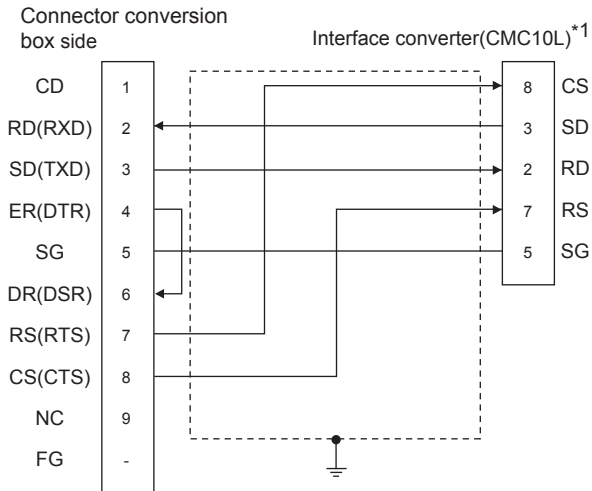 Connector conversion
box side
Interface converter(CMC10L)*1
CD 1 8 CS
RD(RXD) 2 3 SD
SD(TXD) 3 2 RD
ER(DTR) 4 7 RS
SG 5 5 SG
DR(DSR) 6
RS(RTS) 7
CS(CTS) 8
NC 9
FG -